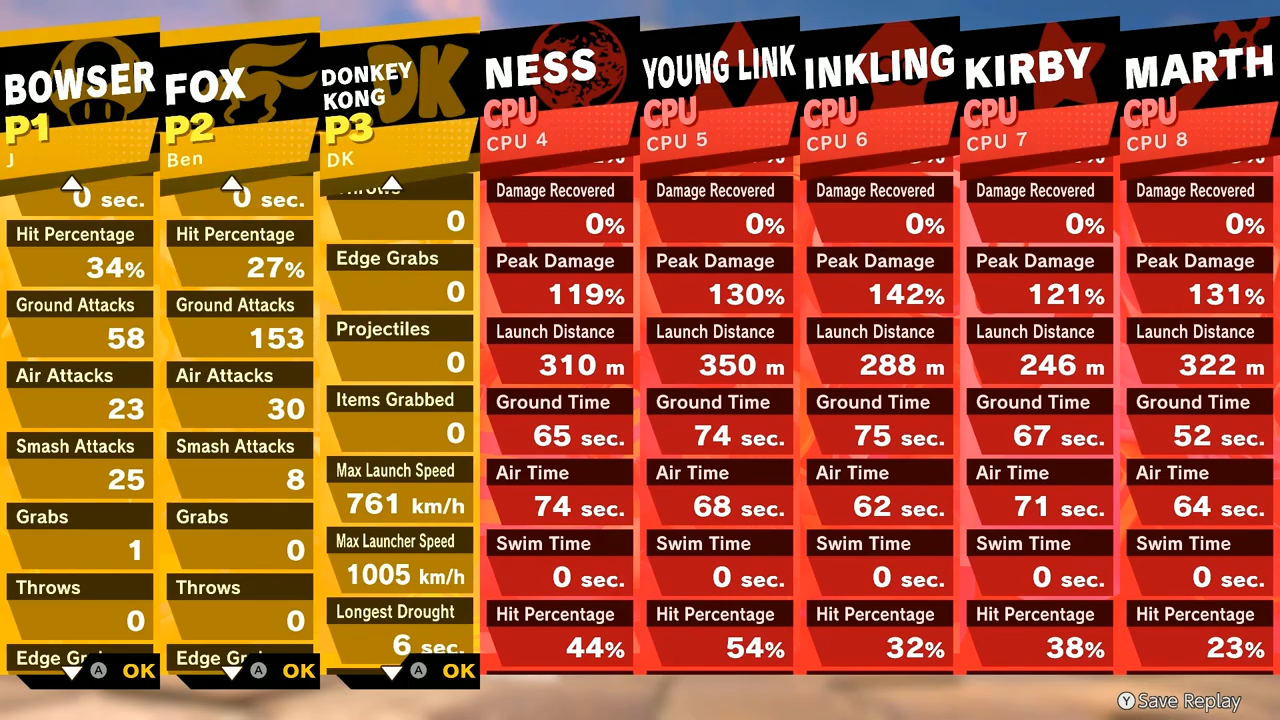 BOWSER
P1
J
0 sec.
Hit Percentage
34%
Ground Attacks
58
Air Attacks
23
Smash Attacks
25
Grabs
1
Throws
0
Edge
A OK
FOX
P2
Ben
0 sec.
Hit Percentage
27%
Ground Attacks
153
Air Attacks
30
Smash Attacks
8
Grabs
0
Throws
0
Edge
A OK
DK
DONKEY
KONG
P3
DK
Throws
0
Edge Grabs
0
Projectiles
0
Items Grabbed
0
Max Launch Speed
761 km/h
Max Launcher Speed
1005 km/h
Longest Drought
6 sec.
A OK
NESS
CPU
CPU 4
Damage Recovered
0%
Peak Damage
119%
Launch Distance
310 m
Ground Time
65 sec.
Air Time
74 sec.
Swim Time
0 sec.
Hit Percentage
44%
YOUNG LINK
CPU
CPU 5
Damage Recovered
0%
Peak Damage
130%
Launch Distance
350 m
Ground Time
74 sec.
Air Time
68 sec.
Swim Time
0 sec.
Hit Percentage
54%
INKLING
CPU
CPU 6
Damage Recovered
0%
Peak Damage
142%
Launch Distance
288 m
Ground Time
75 sec.
Air Time
62 sec.
Swim Time
0 sec.
Hit Percentage
32%
KIRBY
CPU
CPU 7
Damage Recovered
0%
Peak Damage
121%
Launch Distance
246 m
Ground Time
67 sec.
Air Time
71 sec.
Swim Time
0 sec.
Hit Percentage
38%
MARTH
CPU
CPU 8
Damage Recovered
0%
Peak Damage
131%
Launch Distance
322 m
Ground Time
52 sec.
Air Time
64 sec.
Swim Time
0 sec.
Hit Percentage
23%
Y Save Replay